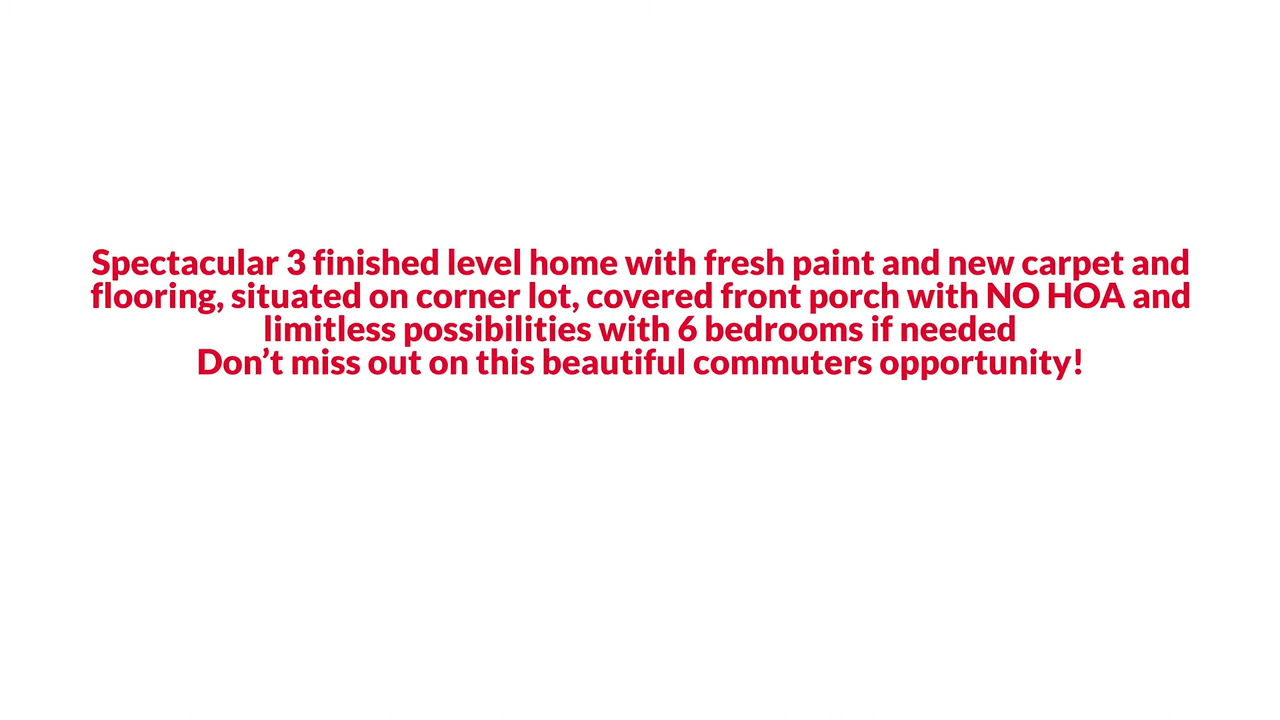 Spectacular 3 finished level home with fresh paint and new carpet and
flooring, situated on corner lot, covered front porch with NO HOA and
limitless possibilities with 6 bedrooms if needed
Don’t miss out on this beautiful commuters opportunity!